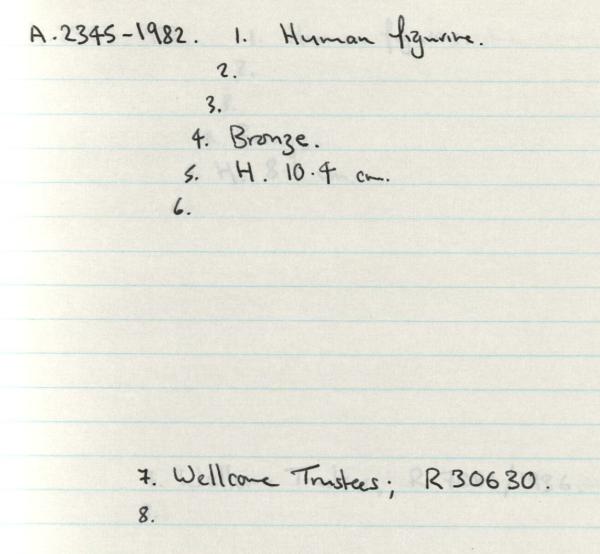 A.2345-1982. 1. Human figurine.
2.
3.
4. Bronze.
5. H. 10.4 cm.
6.
7. Wellcome Trustees; R30630.
8.